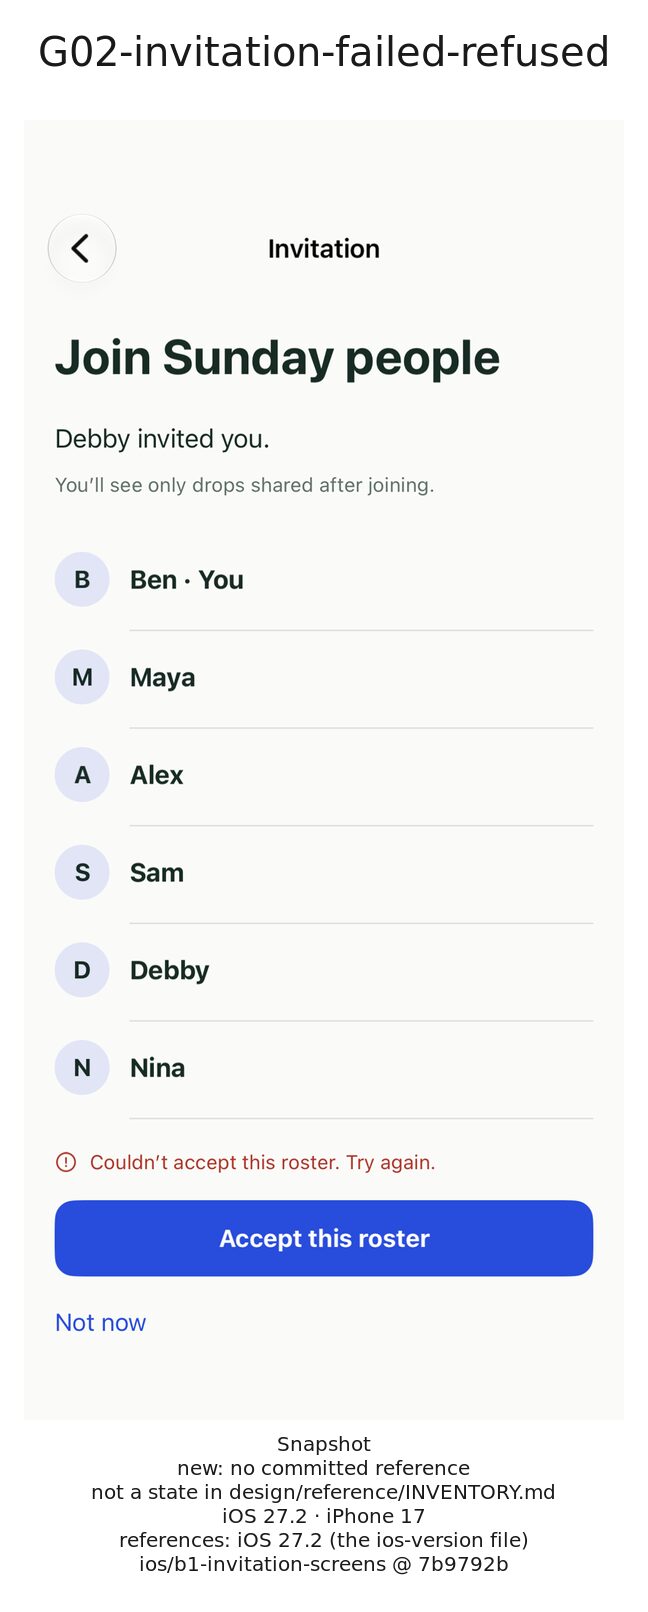 G02-invitation-failed-refused
Invitation
Join Sunday people
Debby invited you.
You’ll see only drops shared after joining.
B
Ben · You
M
Maya
A
Alex
S
Sam
D
Debby
N
Nina
Couldn’t accept this roster. Try again.
Accept this roster
Not now
Snapshot
new: no committed reference
not a state in design/reference/INVENTORY.md
iOS 27.2 · iPhone 17
references: iOS 27.2 (the ios-version file)
ios/b1-invitation-screens @ 7b9792b